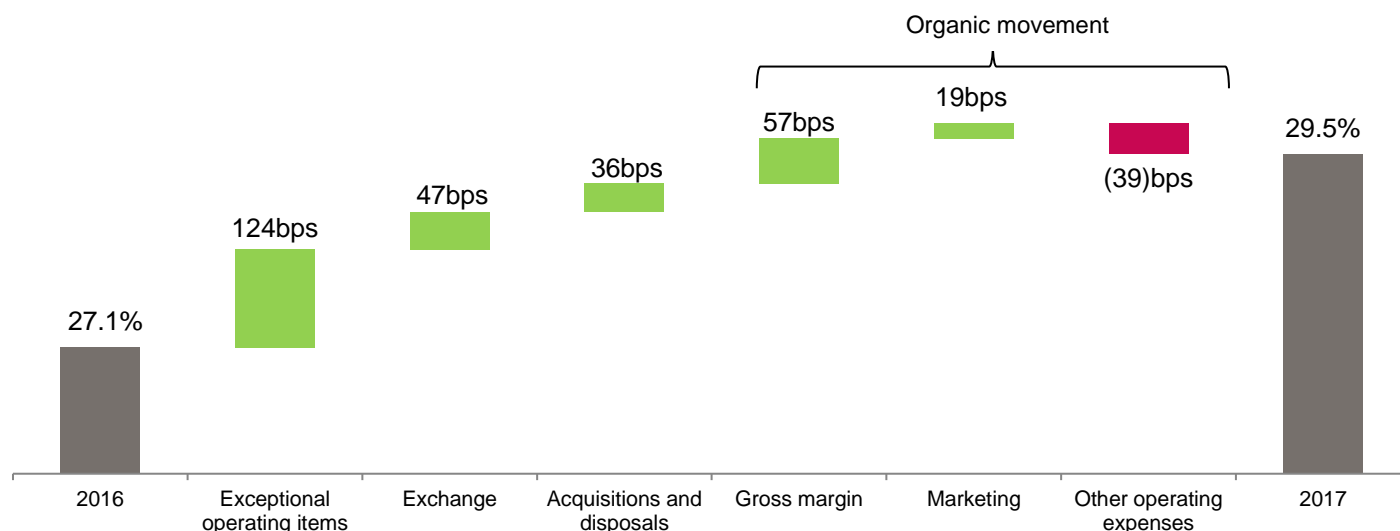 Organic movement
19bps
57bps
29.5%
36bps
(39)bps
47bps
124bps
27.1%
2016
Exceptional
operating items
Exchange
Acquisitions and
disposals
Gross margin
Marketing
Other operating
expenses
2017